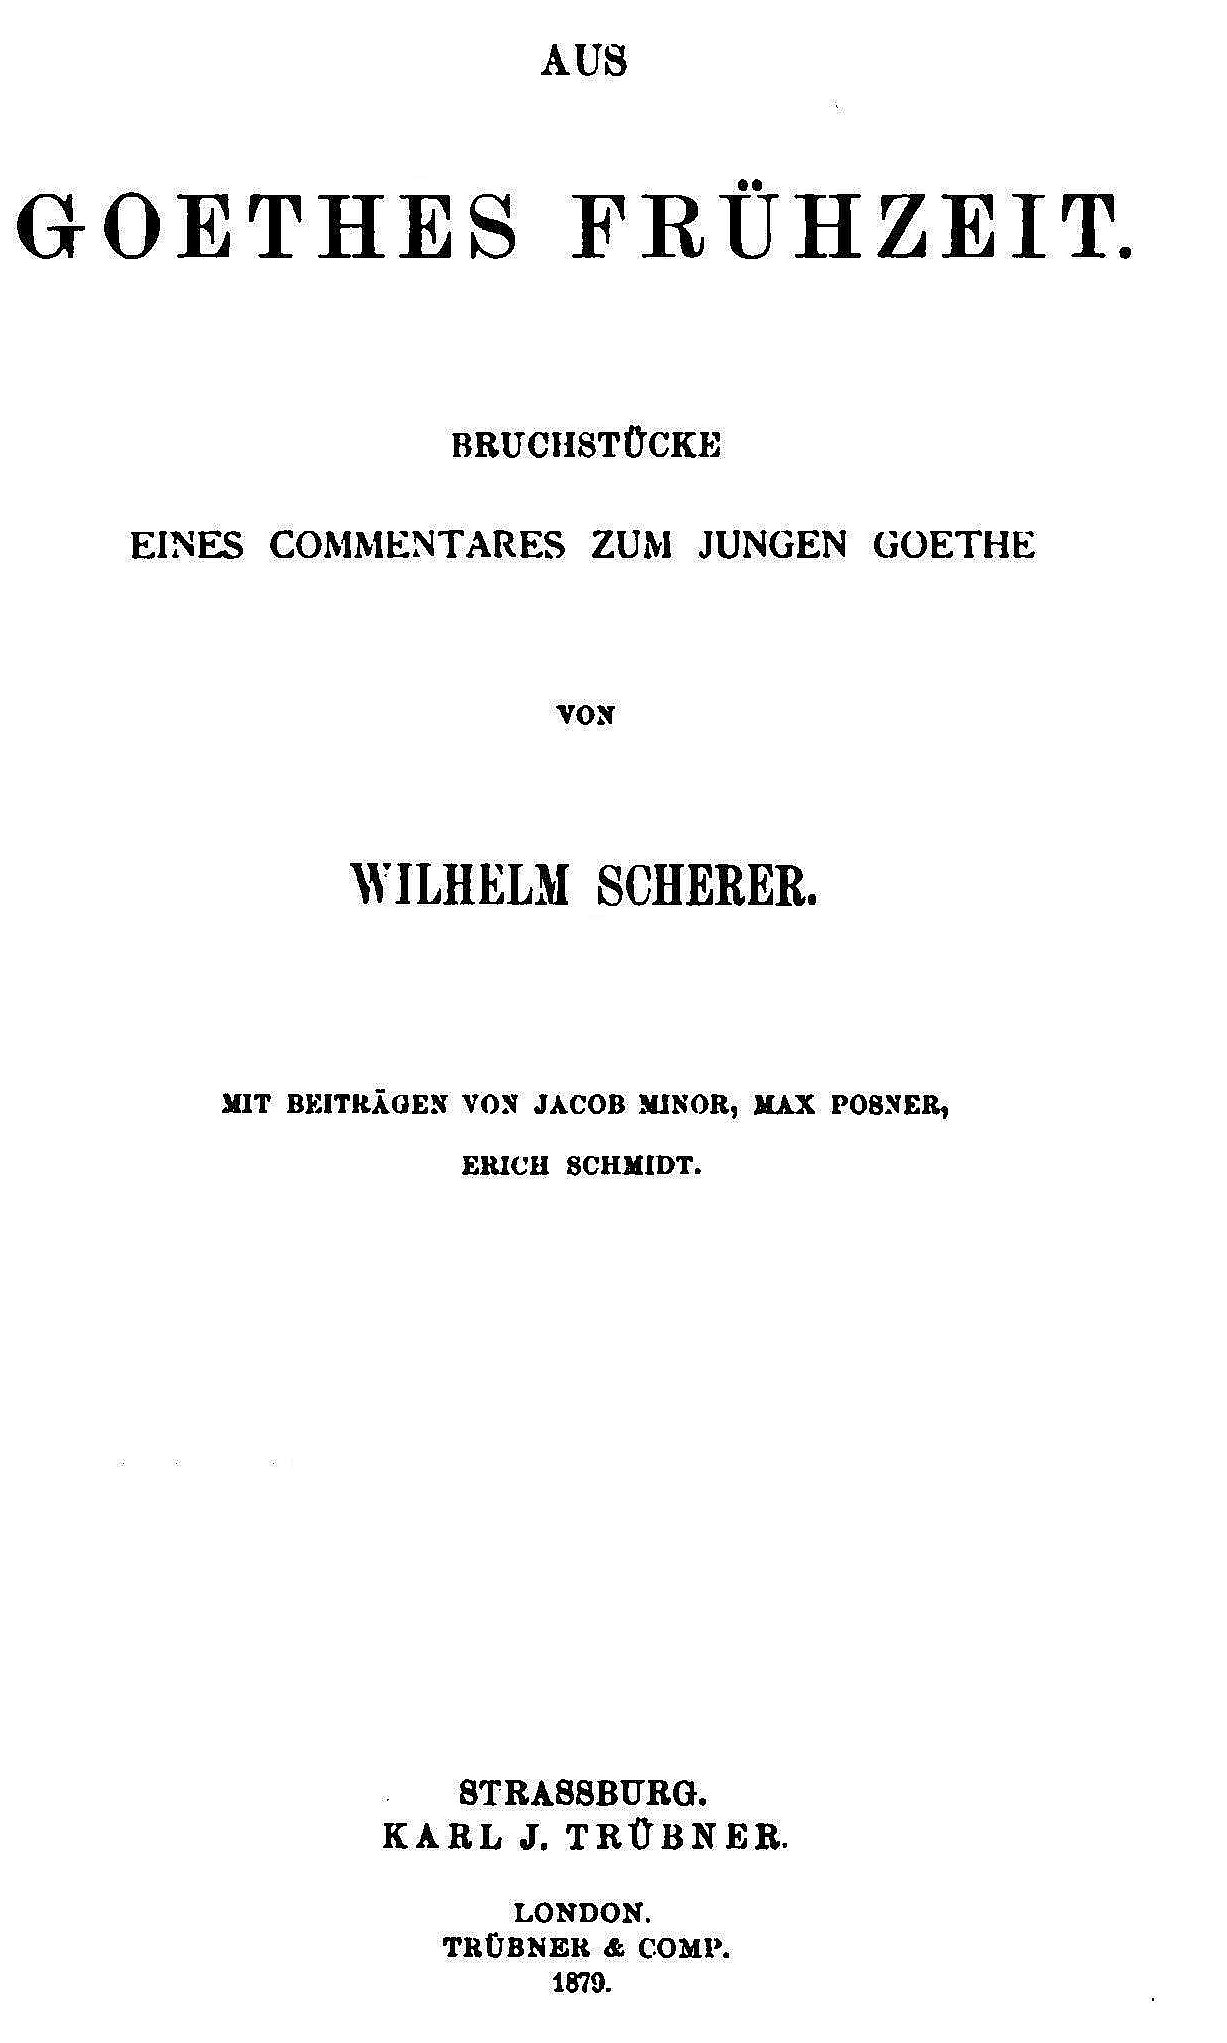 AUS
GOETHES FRÜHZEIT.
BRUCHSTÜCKE
EINES COMMENTARES ZUM JUNGEN GOETHE
VON
WILHELM SCHERER.
MIT BEITRÄGEN VON JACOB MINOR, MAX POSNER,
ERICH SCHMIDT.
STRASSBURG.
KARL J. TRÜBNER.
LONDON.
TRÜBNER & COMP.
1879.